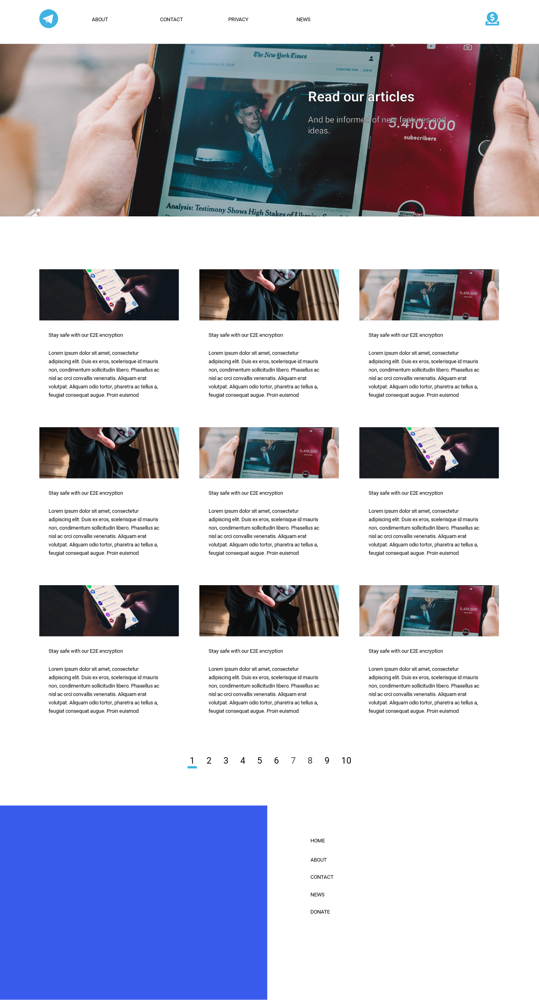 ABOUT
CONTACT
PRIVACY
NEWS
The New York Times
Wednesday, October 23, 2019
SUBSCRIBE NOW | LOG IN
Read our articles
And be informed of new features and
ideas.
5.410.000
subscribers
Analysis: Testimony Shows High Stakes of Ukraine
#DramaAlert
5.410.000
Stay safe with our E2E encryption
Lorem ipsum dolor sit amet, consectetur
adipiscing elit. Duis ex eros, scelerisque id mauris
non, condimentum sollicitudin libero. Phasellus ac
nisl ac orci convallis venenatis. Aliquam erat
volutpat. Aliquam odio tortor, pharetra ac tellus a,
feugiat consequat augue. Proin euismod
Stay safe with our E2E encryption
Lorem ipsum dolor sit amet, consectetur
adipiscing elit. Duis ex eros, scelerisque id mauris
non, condimentum sollicitudin libero. Phasellus ac
nisl ac orci convallis venenatis. Aliquam erat
volutpat. Aliquam odio tortor, pharetra ac tellus a,
feugiat consequat augue. Proin euismod
Stay safe with our E2E encryption
Lorem ipsum dolor sit amet, consectetur
adipiscing elit. Duis ex eros, scelerisque id mauris
non, condimentum sollicitudin libero. Phasellus ac
nisl ac orci convallis venenatis. Aliquam erat
volutpat. Aliquam odio tortor, pharetra ac tellus a,
feugiat consequat augue. Proin euismod
5.410.000
Stay safe with our E2E encryption
Lorem ipsum dolor sit amet, consectetur
adipiscing elit. Duis ex eros, scelerisque id mauris
non, condimentum sollicitudin libero. Phasellus ac
nisl ac orci convallis venenatis. Aliquam erat
volutpat. Aliquam odio tortor, pharetra ac tellus a,
feugiat consequat augue. Proin euismod
Stay safe with our E2E encryption
Lorem ipsum dolor sit amet, consectetur
adipiscing elit. Duis ex eros, scelerisque id mauris
non, condimentum sollicitudin libero. Phasellus ac
nisl ac orci convallis venenatis. Aliquam erat
volutpat. Aliquam odio tortor, pharetra ac tellus a,
feugiat consequat augue. Proin euismod
Stay safe with our E2E encryption
Lorem ipsum dolor sit amet, consectetur
adipiscing elit. Duis ex eros, scelerisque id mauris
non, condimentum sollicitudin libero. Phasellus ac
nisl ac orci convallis venenatis. Aliquam erat
volutpat. Aliquam odio tortor, pharetra ac tellus a,
feugiat consequat augue. Proin euismod
5.410.000
Stay safe with our E2E encryption
Lorem ipsum dolor sit amet, consectetur
adipiscing elit. Duis ex eros, scelerisque id mauris
non, condimentum sollicitudin libero. Phasellus ac
nisl ac orci convallis venenatis. Aliquam erat
volutpat. Aliquam odio tortor, pharetra ac tellus a,
feugiat consequat augue. Proin euismod
Stay safe with our E2E encryption
Lorem ipsum dolor sit amet, consectetur
adipiscing elit. Duis ex eros, scelerisque id mauris
non, condimentum sollicitudin libero. Phasellus ac
nisl ac orci convallis venenatis. Aliquam erat
volutpat. Aliquam odio tortor, pharetra ac tellus a,
feugiat consequat augue. Proin euismod
Stay safe with our E2E encryption
Lorem ipsum dolor sit amet, consectetur
adipiscing elit. Duis ex eros, scelerisque id mauris
non, condimentum sollicitudin libero. Phasellus ac
nisl ac orci convallis venenatis. Aliquam erat
volutpat. Aliquam odio tortor, pharetra ac tellus a,
feugiat consequat augue. Proin euismod
1 2 3 4 5 6 7 8 9 10
HOME
ABOUT
CONTACT
NEWS
DONATE